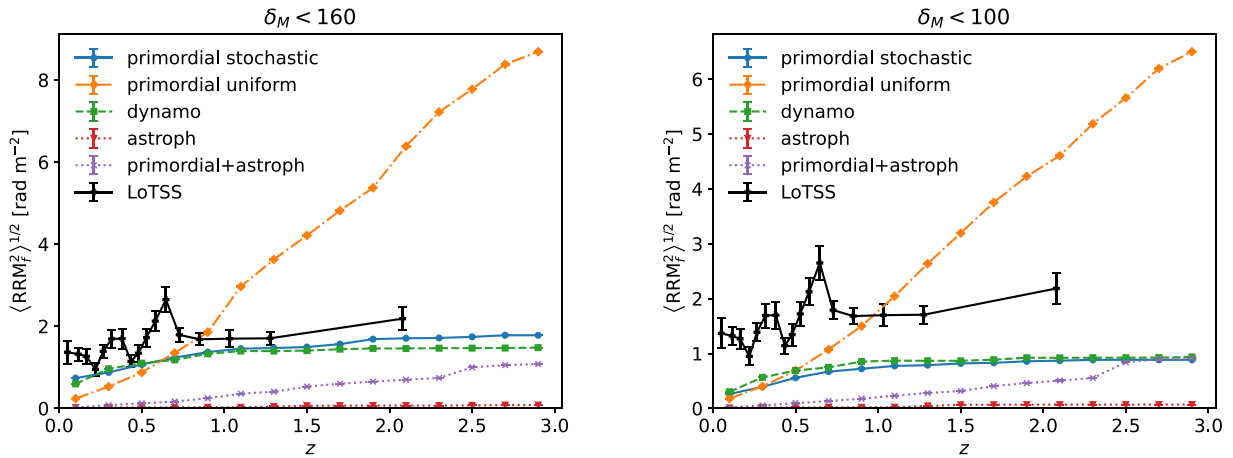 δ_M < 160
⟨RRM_f^2⟩^1/2 [rad m^-2]
8
6
4
2
0
primordial stochastic
primordial uniform
dynamo
astroph
primordial+astroph
LoTSS
0.0 0.5 1.0 1.5 2.0 2.5 3.0
z
δ_M < 100
⟨RRM_f^2⟩^1/2 [rad m^-2]
6
5
4
3
2
1
0
primordial stochastic
primordial uniform
dynamo
astroph
primordial+astroph
LoTSS
0.0 0.5 1.0 1.5 2.0 2.5 3.0
z